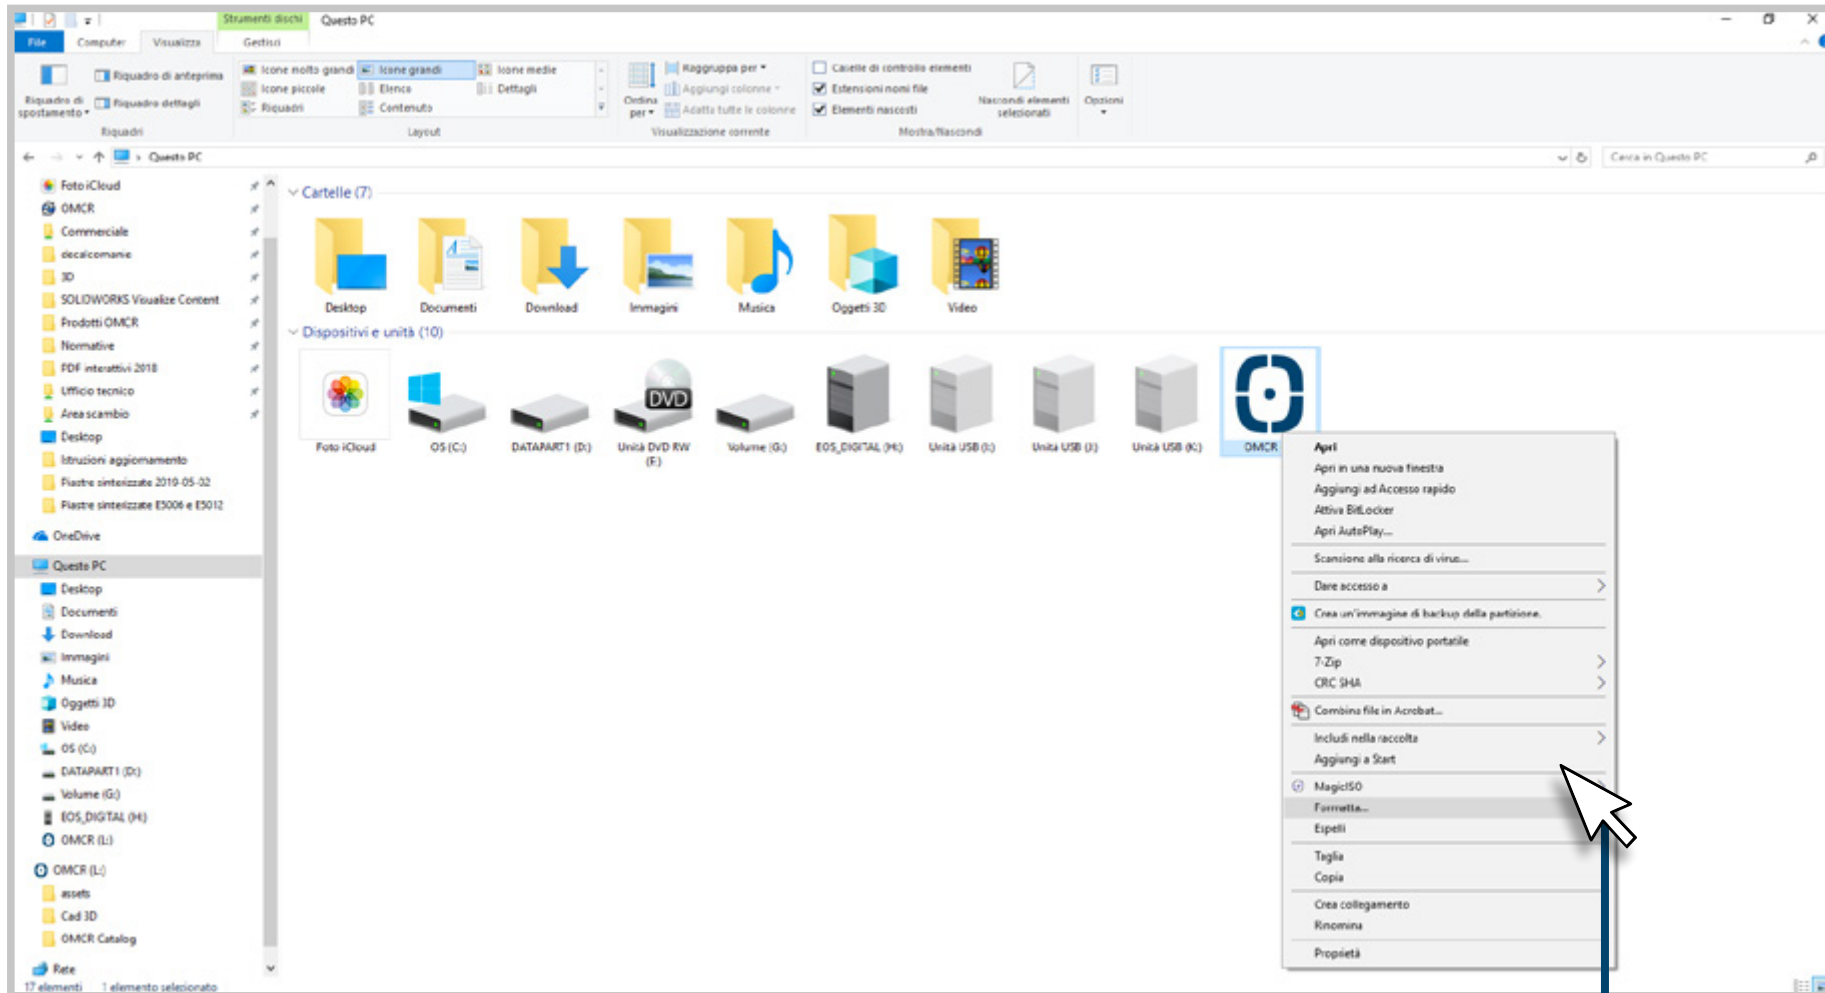 Strumenti dischi Questo PC
File Computer Visualizza Gestisci
Riquadro di spostamento
Riquadro di anteprima
Riquadro dettagli
Riquadri
Icone molto grandi Icone grandi Icone medie
Icone piccole Elenco Dettagli
Riquadri Contenuto
Layout
Ordina per
Raggruppa per
Aggiungi colonne
Adatta tutte le colonne
Visualizzazione corrente
Caselle di controllo elementi
Estensioni nomi file
Elementi nascosti
Nascondi elementi selezionati
Mostra/Nascondi
Opzioni
Questo PC
Cerca in Questo PC
Foto iCloud
OMCR
Commerciale
decalcomanie
3D
SOLIDWORKS Visualize Content
Prodotti OMCR
Normative
PDF interattivi 2018
Ufficio tecnico
Area scambio
Desktop
Istruzioni aggiornamento
Piastre sinterizzate 2019-05-02
Piastre sinterizzate E5006 e E5012
OneDrive
Questo PC
Desktop
Documenti
Download
Immagini
Musica
Oggetti 3D
Video
OS (C:)
DATAPART1 (D:)
Volume (G:)
EOS_DIGITAL (H:)
OMCR (L:)
OMCR (L:)
assets
Cad 3D
OMCR Catalog
Rete
17 elementi 1 elemento selezionato
Cartelle (7)
Desktop Documenti Download Immagini Musica Oggetti 3D Video
Dispositivi e unità (10)
DVD
Foto iCloud OS (C:) DATAPART1 (D:) Unità DVD RW (E:) Volume (G:) EOS_DIGITAL (H:) Unità USB (I:) Unità USB (J:) Unità USB (K:) OMCR
Apri
Apri in una nuova finestra
Aggiungi ad Accesso rapido
Attiva BitLocker
Apri AutoPlay...
Scansione alla ricerca di virus...
Dare accesso a
Crea un'immagine di backup della partizione.
Apri come dispositivo portatile
7-Zip
CRC SHA
Combina file in Acrobat...
Includi nella raccolta
Aggiungi a Start
MagicISO
Formatta...
Espelli
Taglia
Copia
Crea collegamento
Rinomina
Proprietà